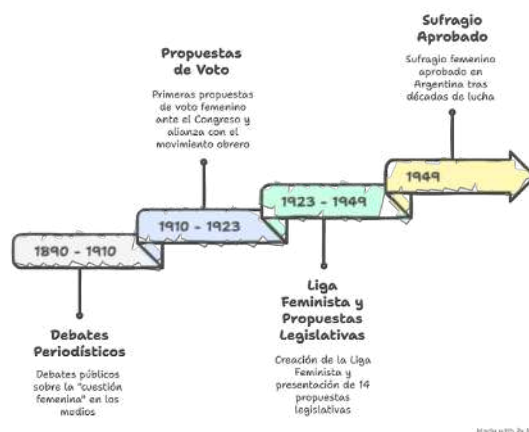 Sufragio
Aprobado
Sufragio femenino
aprobado en
Argentina tras
décadas de lucha
Propuestas
de Voto
Primeras propuestas
de voto femenino
ante el Congreso y
alianza con el
movimiento obrero
1949
1923 - 1949
1910 - 1923
1890 - 1910
Debates
Periodísticos
Debates públicos
sobre la "cuestión
femenina" en los
medios
Liga
Feminista y
Propuestas
Legislativas
Creación de la Liga
Feminista y
presentación de 14
propuestas
legislativas